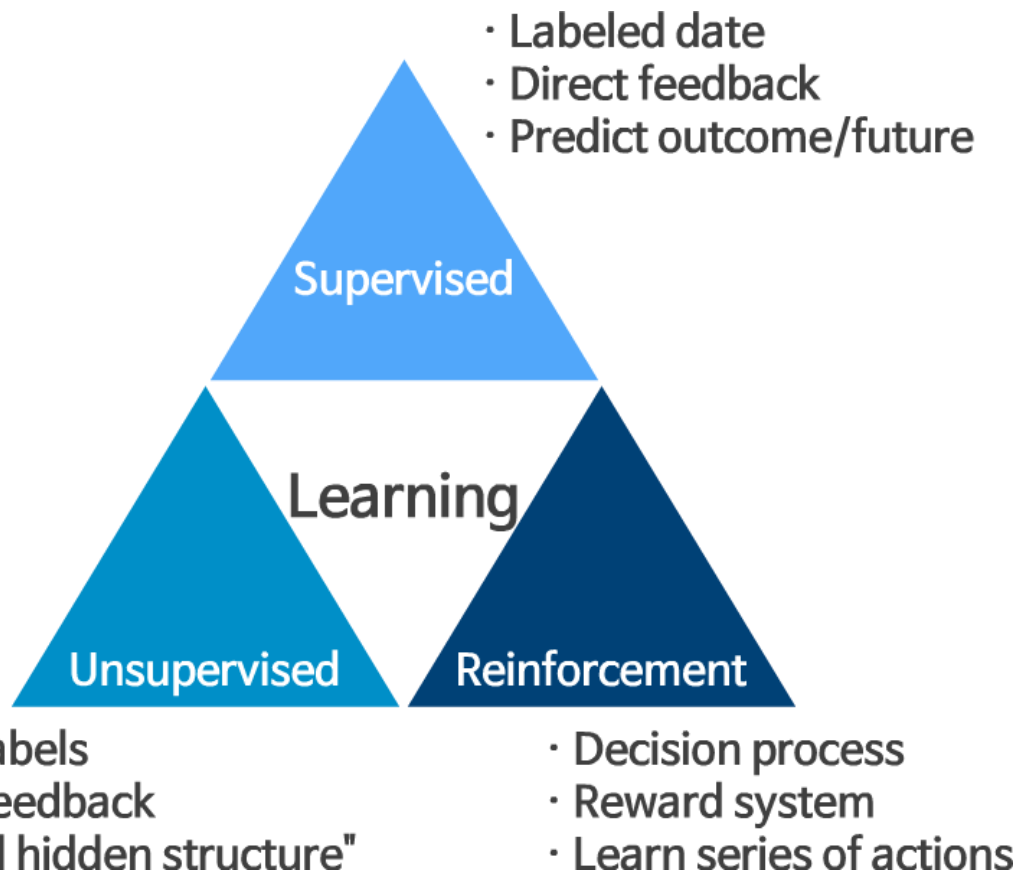 · Labeled date
· Direct feedback
· Predict outcome/future
Supervised
Learning
Unsupervised
Reinforcement
abels
eedback
hidden structure"
· Decision process
· Reward system
· Learn series of actions